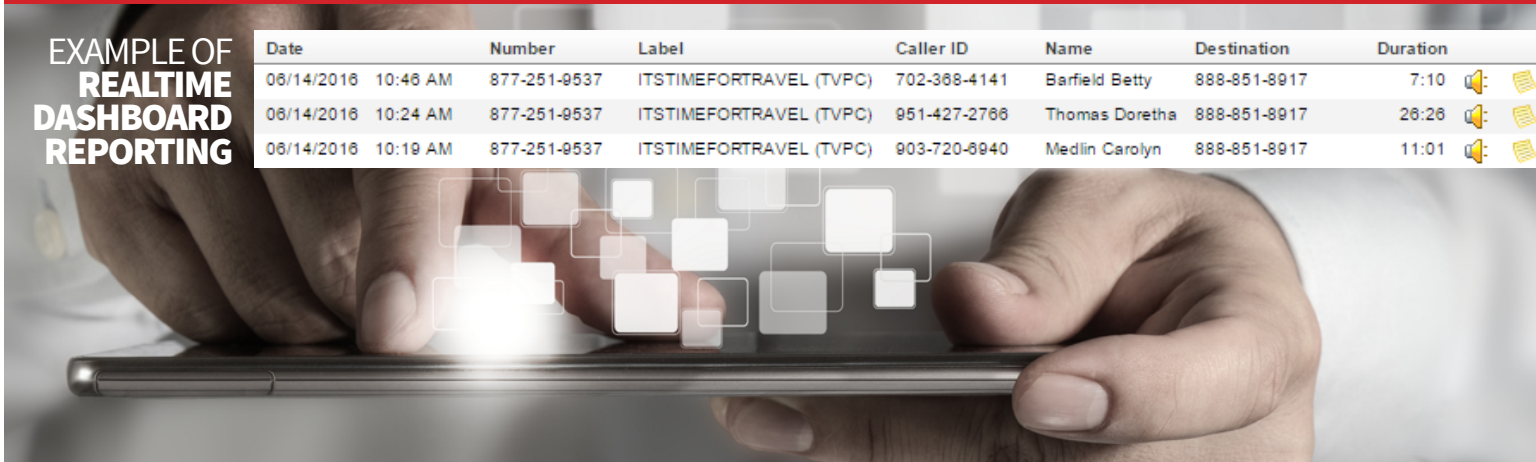 EXAMPLE OF
REALTIME
DASHBOARD
REPORTING
Date Number Label Caller ID Name Destination Duration
06/14/2016 10:46 AM 877-251-9537 ITSTIMEFORTRAVEL (TVPC) 702-368-4141 Barfield Betty 888-851-8917 7:10
06/14/2016 10:24 AM 877-251-9537 ITSTIMEFORTRAVEL (TVPC) 951-427-2766 Thomas Doretha 888-851-8917 26:26
06/14/2016 10:19 AM 877-251-9537 ITSTIMEFORTRAVEL (TVPC) 903-720-6940 Medlin Carolyn 888-851-8917 11:01